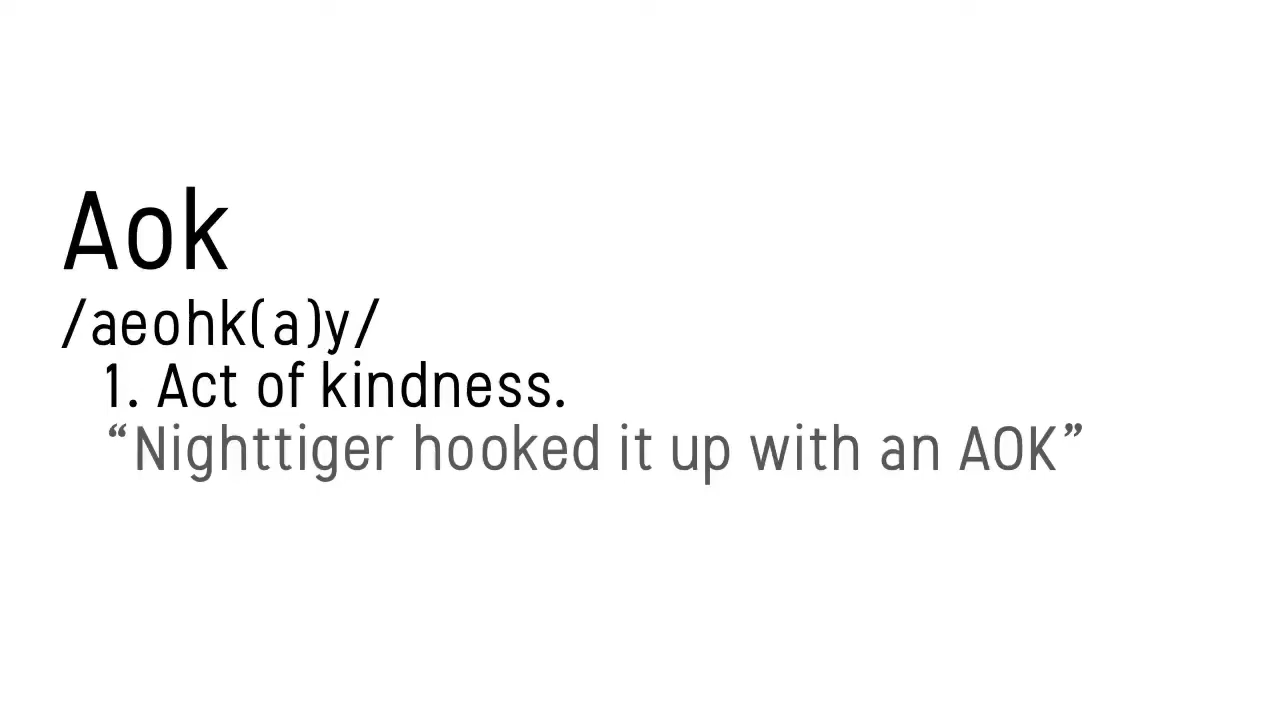 Aok
/aeohk(a)y/
1. Act of kindness.
“Nighttiger hooked it up with an AOK”